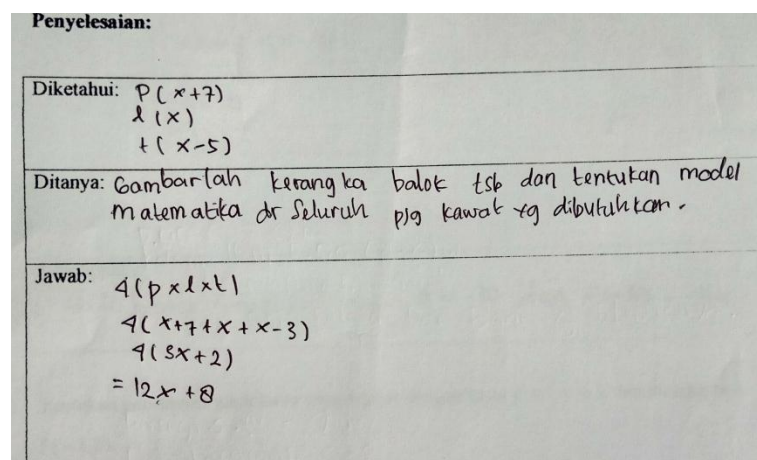 Penyelesaian:
Diketahui: P(x+7)
l(x)
t(x-5)
Ditanya: Gambarlah kerangka balok tsb dan tentukan model
matematika dr seluruh pjg kawat yg dibutuhkan.
Jawab: 4(pxlxt)
4(x+7+x+x-3)
4(3x+2)
= 12x +8